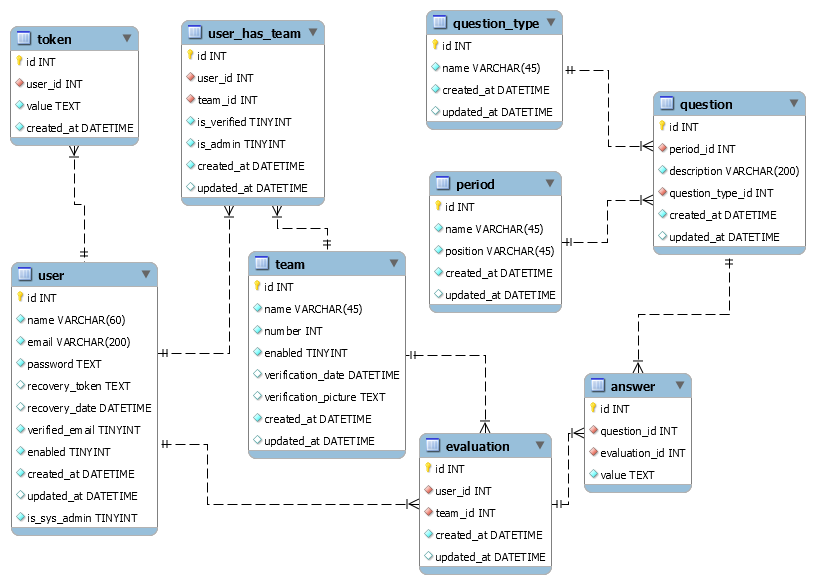 token
id INT
user_id INT
value TEXT
created_at DATETIME
user_has_team
id INT
user_id INT
team_id INT
is_verified TINYINT
is_admin TINYINT
created_at DATETIME
updated_at DATETIME
question_type
id INT
name VARCHAR(45)
created_at DATETIME
updated_at DATETIME
question
id INT
period_id INT
description VARCHAR(200)
question_type_id INT
created_at DATETIME
updated_at DATETIME
period
id INT
name VARCHAR(45)
position VARCHAR(45)
created_at DATETIME
updated_at DATETIME
user
id INT
name VARCHAR(60)
email VARCHAR(200)
password TEXT
recovery_token TEXT
recovery_date DATETIME
verified_email TINYINT
enabled TINYINT
created_at DATETIME
updated_at DATETIME
is_sys_admin TINYINT
team
id INT
name VARCHAR(45)
number INT
enabled TINYINT
verification_date DATETIME
verification_picture TEXT
created_at DATETIME
updated_at DATETIME
evaluation
id INT
user_id INT
team_id INT
created_at DATETIME
updated_at DATETIME
answer
id INT
question_id INT
evaluation_id INT
value TEXT